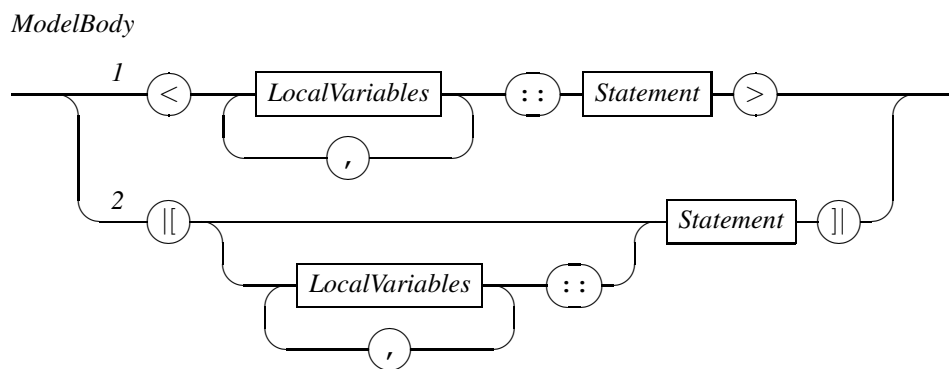 ModelBody
1 < LocalVariables :: Statement >
,
2 |[ Statement ]|
LocalVariables ::
,